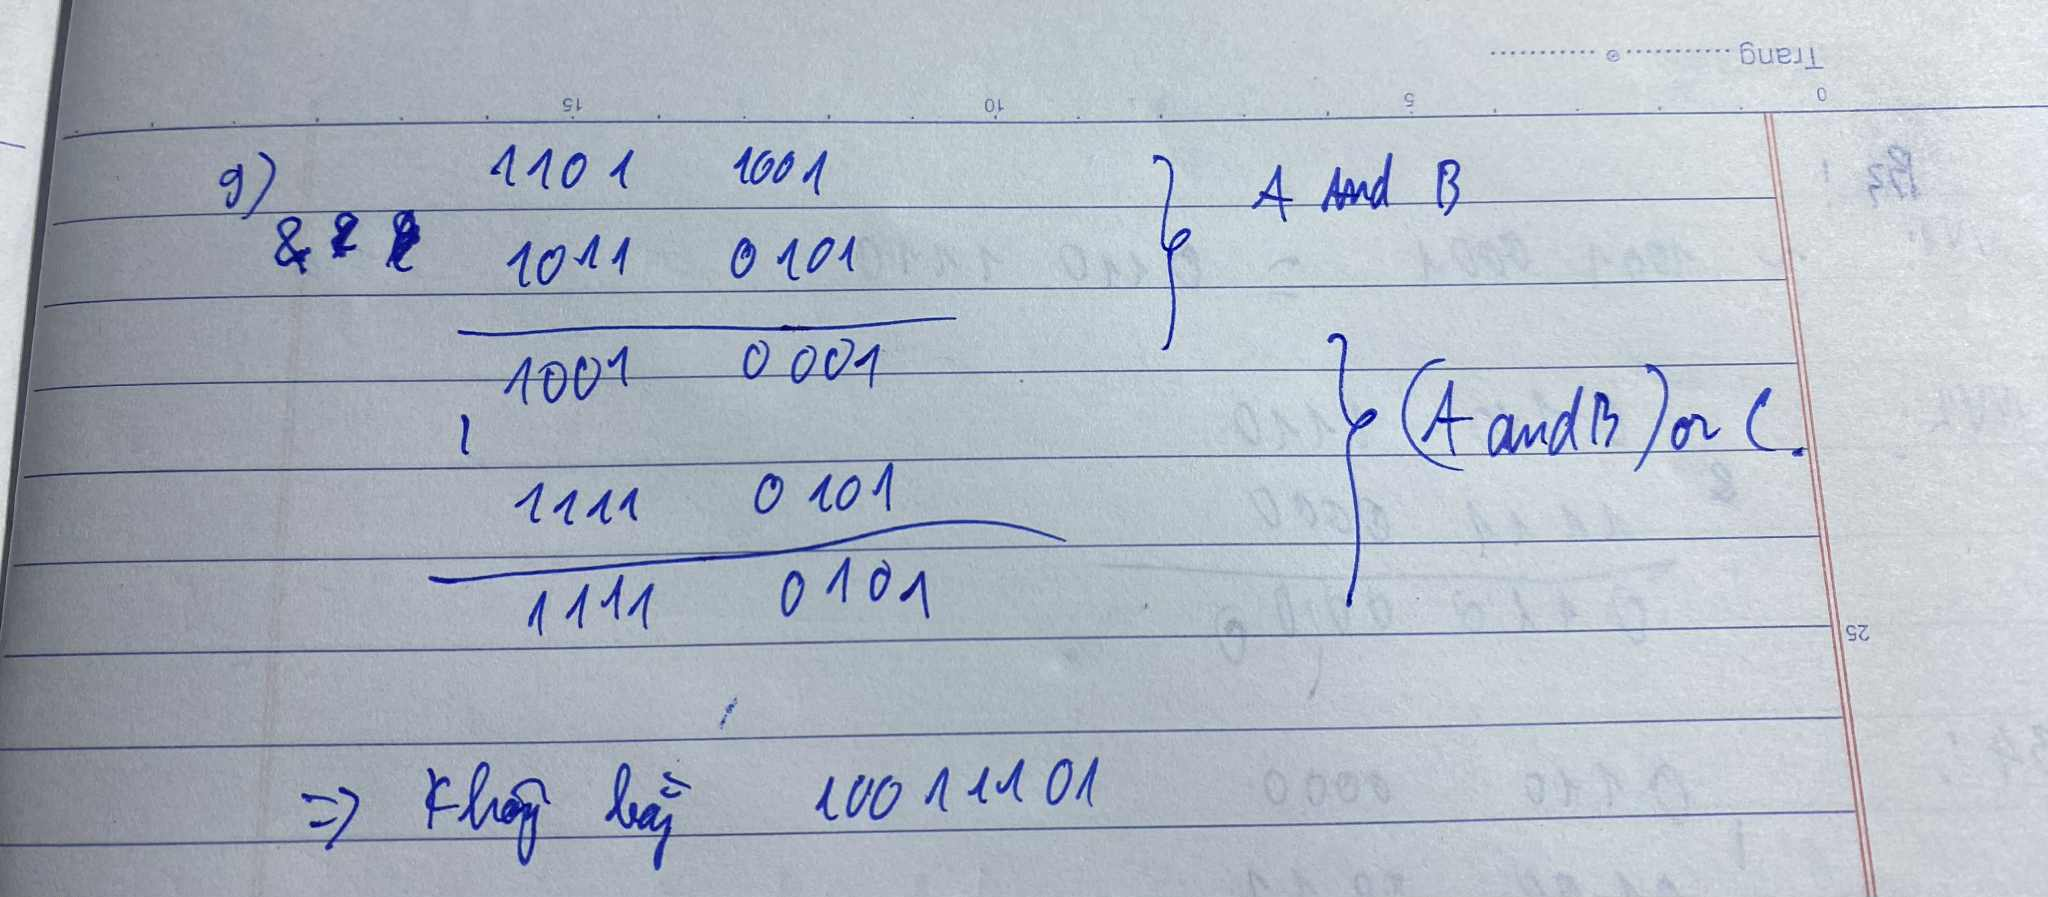 Trang
0 5 10 15
g) 1101 1001
& 1011 0101
A And B
1001 0001
|
1111 0101
(A and B) or C.
1111 0101
25
=> Không bằng 10011101